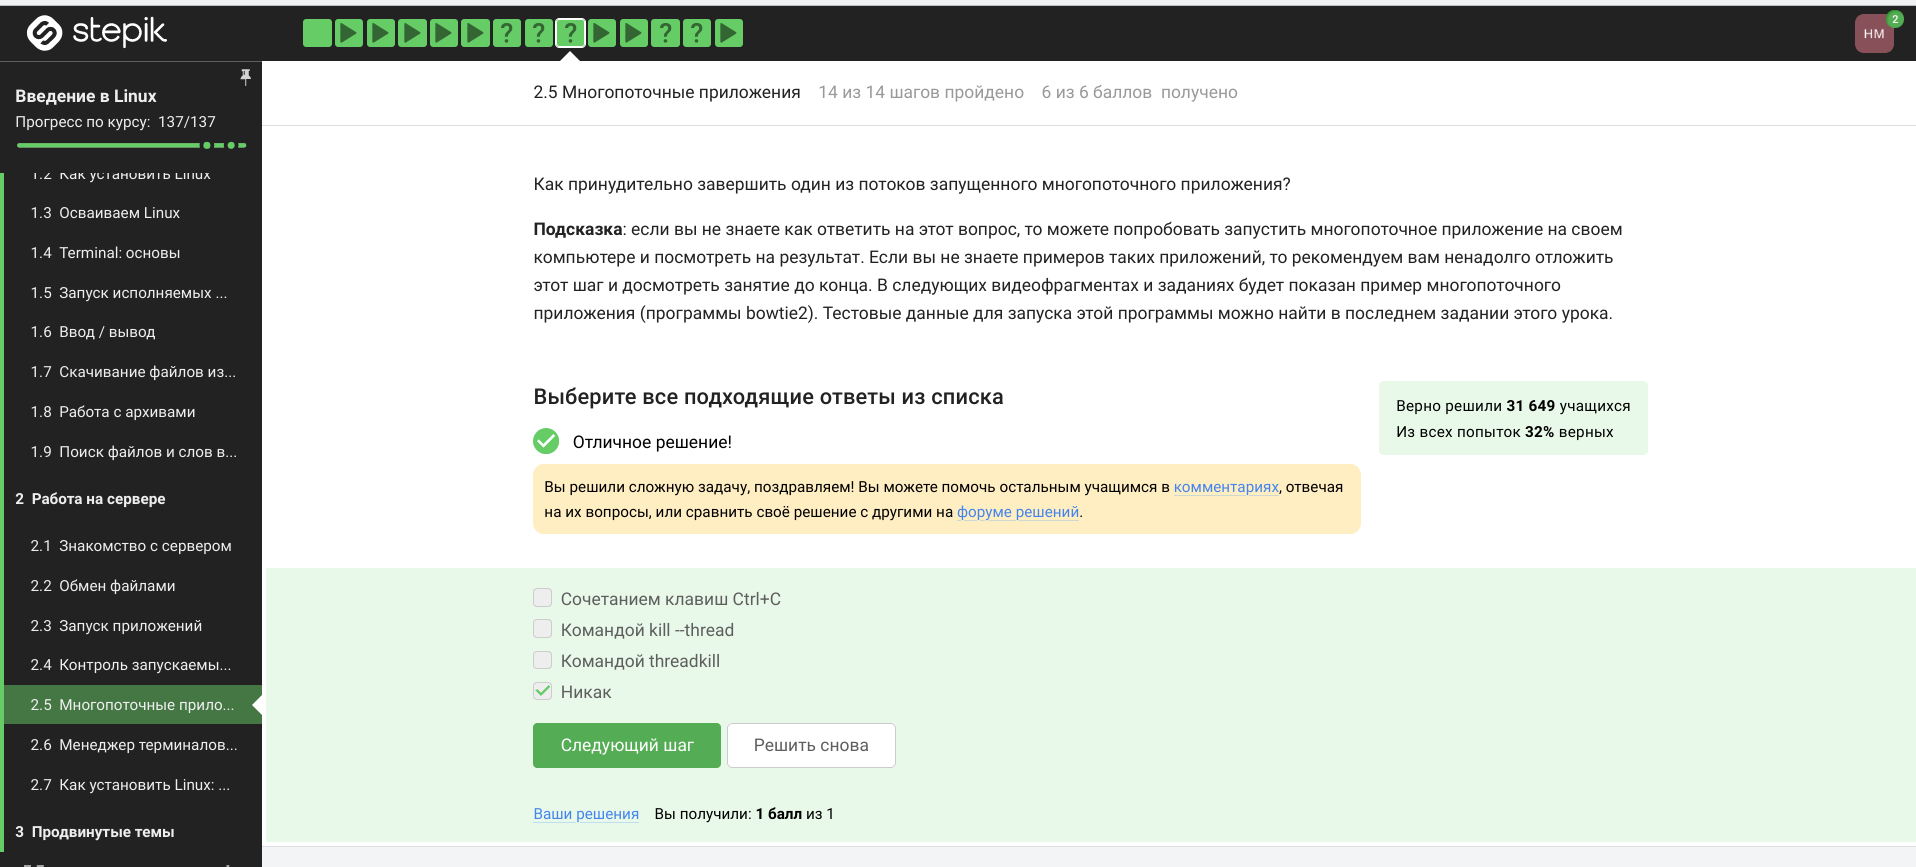 stepik
? ? ? ? ?
НМ
2
Введение в Linux
Прогресс по курсу: 137/137
1.2 Как установить Linux
1.3 Осваиваем Linux
1.4 Terminal: основы
1.5 Запуск исполняемых ...
1.6 Ввод / вывод
1.7 Скачивание файлов из...
1.8 Работа с архивами
1.9 Поиск файлов и слов в...
2 Работа на сервере
2.1 Знакомство с сервером
2.2 Обмен файлами
2.3 Запуск приложений
2.4 Контроль запускаемы...
2.5 Многопоточные прило...
2.6 Менеджер терминалов...
2.7 Как установить Linux: ...
3 Продвинутые темы
2.5 Многопоточные приложения 14 из 14 шагов пройдено 6 из 6 баллов получено
Как принудительно завершить один из потоков запущенного многопоточного приложения?
Подсказка: если вы не знаете как ответить на этот вопрос, то можете попробовать запустить многопоточное приложение на своем
компьютере и посмотреть на результат. Если вы не знаете примеров таких приложений, то рекомендуем вам ненадолго отложить
этот шаг и досмотреть занятие до конца. В следующих видеофрагментах и заданиях будет показан пример многопоточного
приложения (программы bowtie2). Тестовые данные для запуска этой программы можно найти в последнем задании этого урока.
Выберите все подходящие ответы из списка
Верно решили 31 649 учащихся
Из всех попыток 32% верных
Отличное решение!
Вы решили сложную задачу, поздравляем! Вы можете помочь остальным учащимся в комментариях, отвечая
на их вопросы, или сравнить своё решение с другими на форуме решений.
Сочетанием клавиш Ctrl+C
Командой kill --thread
Командой threadkill
Никак
Следующий шаг
Решить снова
Ваши решения Вы получили: 1 балл из 1